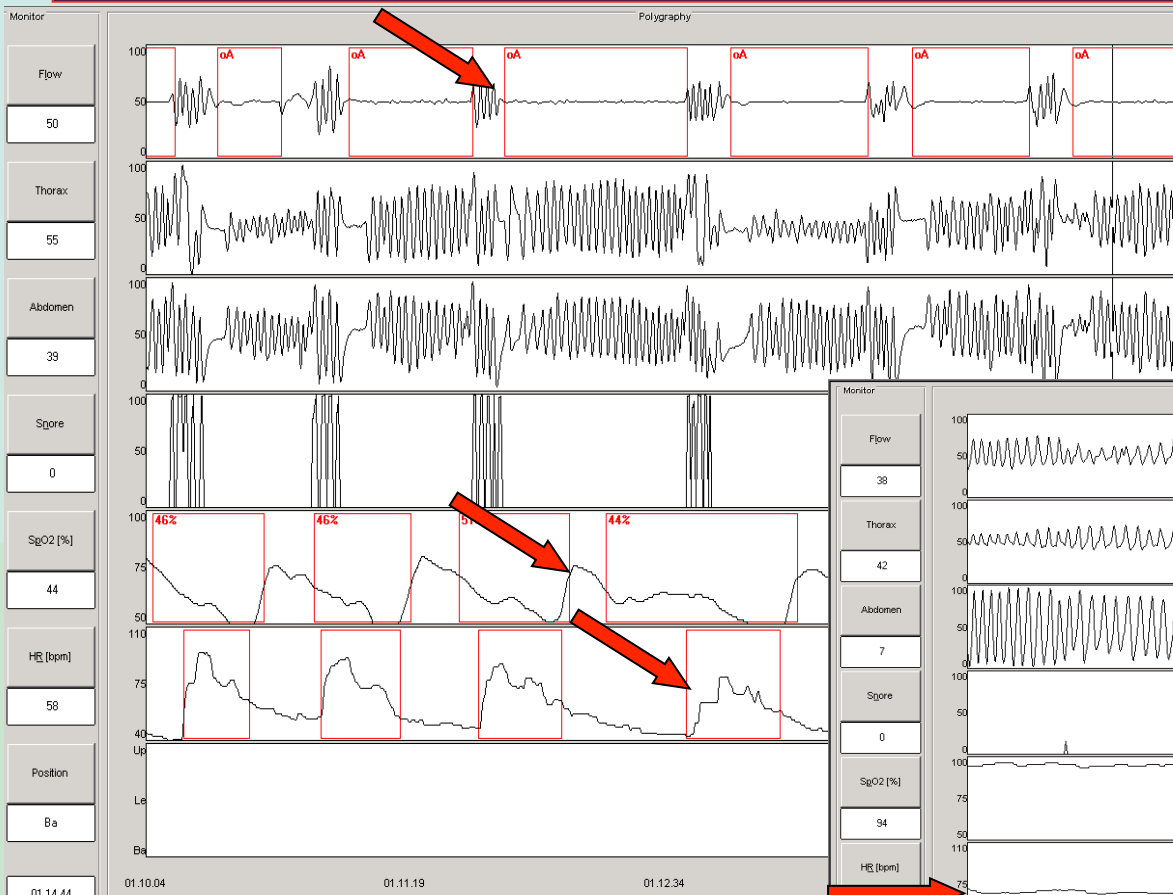 Monitor
Polygraphy
Flow
50
100
50
0
oA
oA
oA
oA
oA
oA
Thorax
55
100
50
0
Abdomen
39
100
50
0
Snore
0
100
50
0
SpO2 [%]
44
100
75
50
46%
46%
44%
HR [bpm]
58
110
75
40
Position
Ba
Up
Le
Ba
01.10.04
01.11.19
01.12.34
01.14.44
Monitor
Flow
38
100
50
0
Thorax
42
100
50
0
Abdomen
7
100
50
0
Snore
0
100
50
0
SpO2 [%]
94
100
75
50
HR [bpm]
110
75